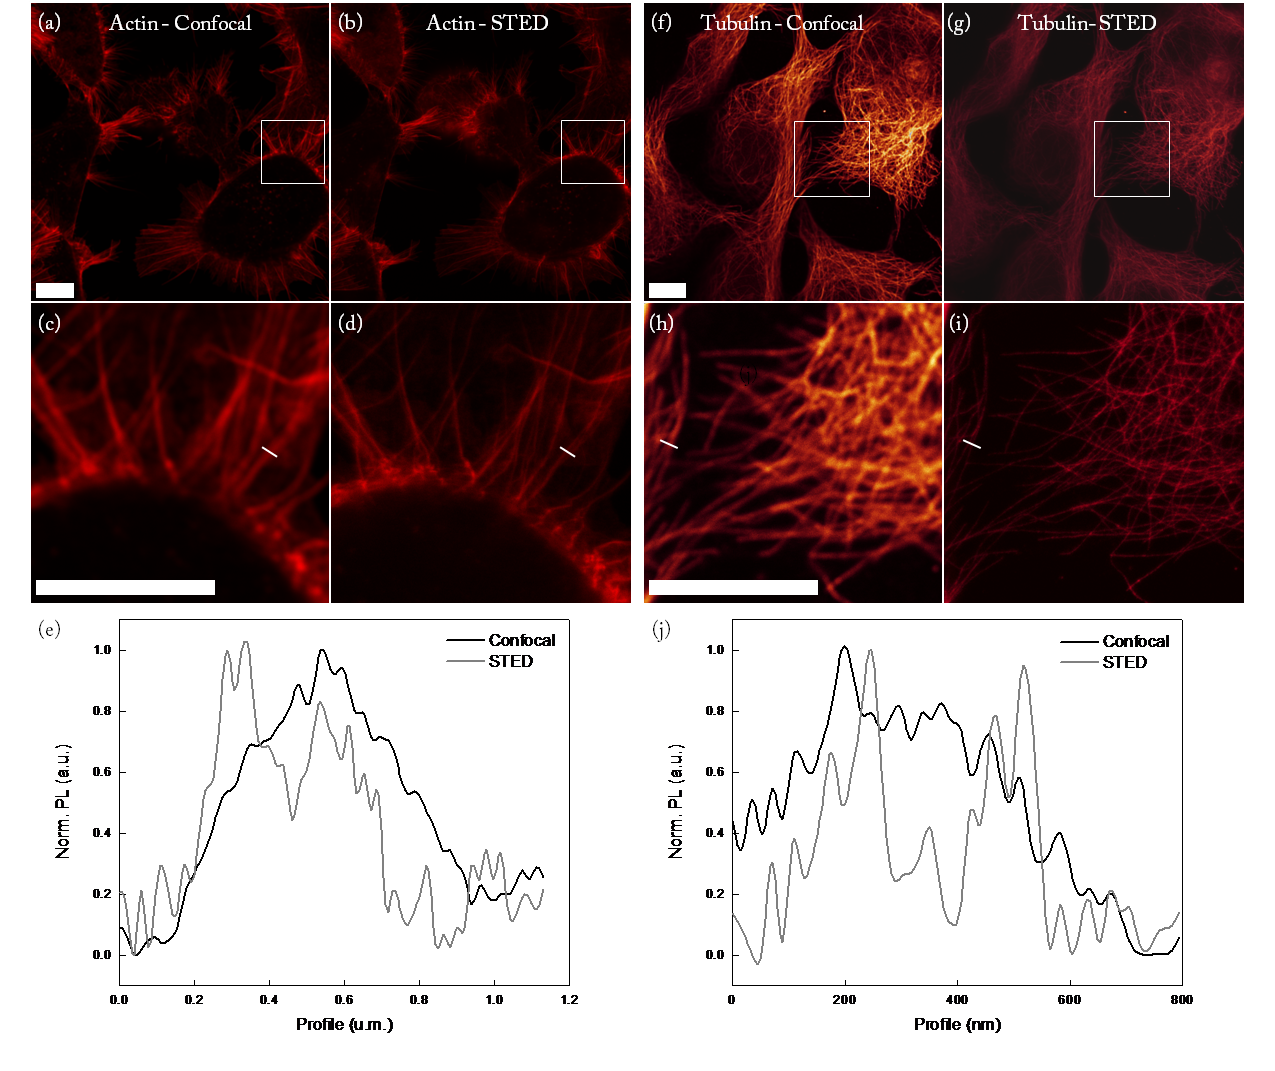 (a) Actin - Confocal
(b) Actin - STED
(f) Tubulin - Confocal
(g) Tubulin- STED
(c)
(d)
(h)
(i)
(e)
Confocal
STED
1.0
0.8
0.6
0.4
0.2
0.0
Norm. PL (a.u.)
0.0 0.2 0.4 0.6 0.8 1.0 1.2
Profile (u.m.)
(j)
Confocal
STED
1.0
0.8
0.6
0.4
0.2
0.0
Norm. PL (a.u.)
0 200 400 600 800
Profile (nm)